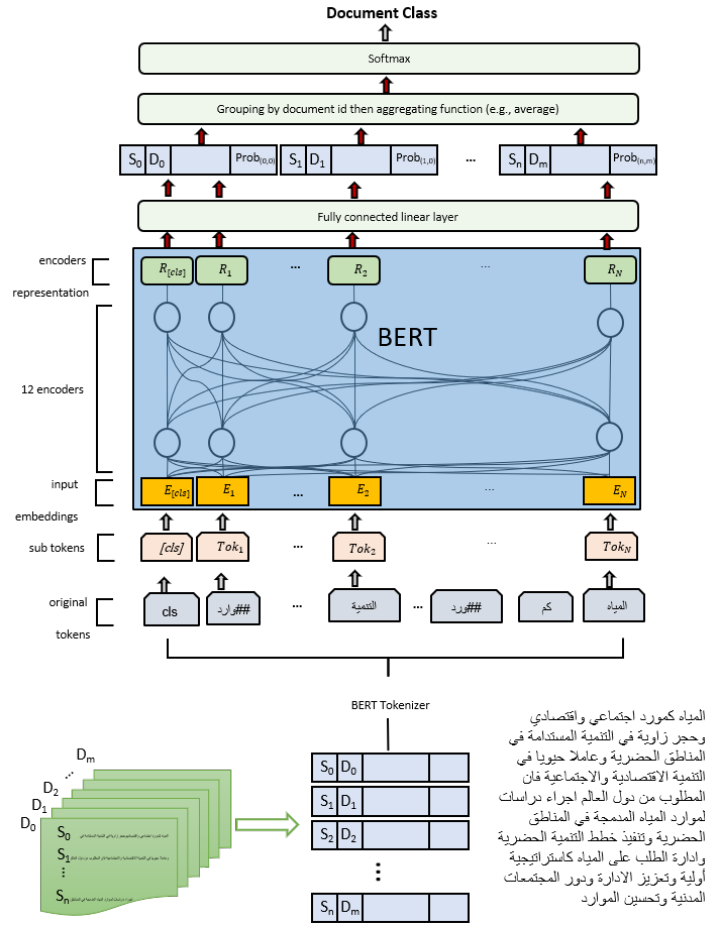 Document Class
Softmax
Grouping by document id then aggregating function (e.g., average)
S0 D0 Prob(0,0) S1 D1 Prob(1,0) ... Sn Dm Prob(n,m)
Fully connected linear layer
encoders
representation
R[cls] R1 ... R2 ... RN
BERT
12 encoders
input
embeddings
E[cls] E1 ... E2 ... EN
sub tokens
[cls] Tok1 ... Tok2 ... TokN
original
tokens
cls ##وارد ... التنمية ... ##ورد كم المياه
BERT Tokenizer
Dm
...
D2
D1
D0
S0
S1
⋮
Sn
S0 D0
S1 D1
S2 D2
⋮
Sn Dm
المياه كمورد اجتماعي واقتصادي
وحجر زاوية في التنمية المستدامة في
المناطق الحضرية وعاملا حيويا في
التنمية الاقتصادية والاجتماعية فان
المطلوب من دول العالم اجراء دراسات
لموارد المياه المدمجة في المناطق
الحضرية وتنفيذ خطط التنمية الحضرية
وادارة الطلب على المياه كاستراتيجية
أولية وتعزيز الادارة ودور المجتمعات
المدنية وتحسين الموارد